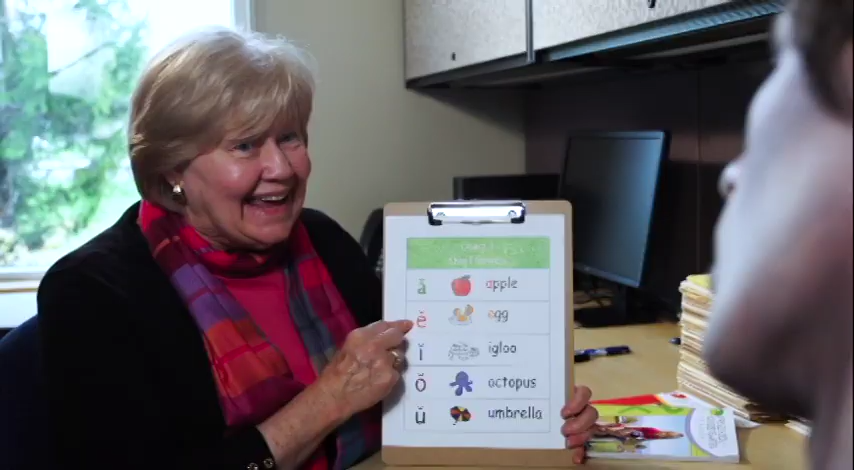 ă apple
ĕ egg
ĭ igloo
ŏ octopus
ŭ umbrella